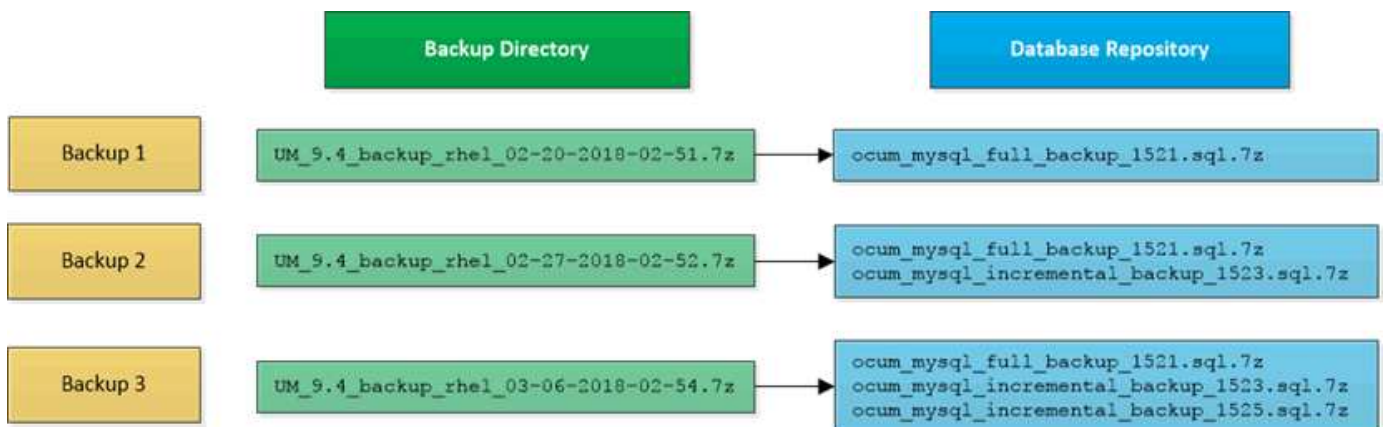 Backup Directory
Database Repository
Backup 1
UM_9.4_backup_rhel_02-20-2018-02-51.7z
ocum_mysql_full_backup_1521.sql.7z
Backup 2
UM_9.4_backup_rhel_02-27-2018-02-52.7z
ocum_mysql_full_backup_1521.sql.7z
ocum_mysql_incremental_backup_1523.sql.7z
Backup 3
UM_9.4_backup_rhel_03-06-2018-02-54.7z
ocum_mysql_full_backup_1521.sql.7z
ocum_mysql_incremental_backup_1523.sql.7z
ocum_mysql_incremental_backup_1525.sql.7z